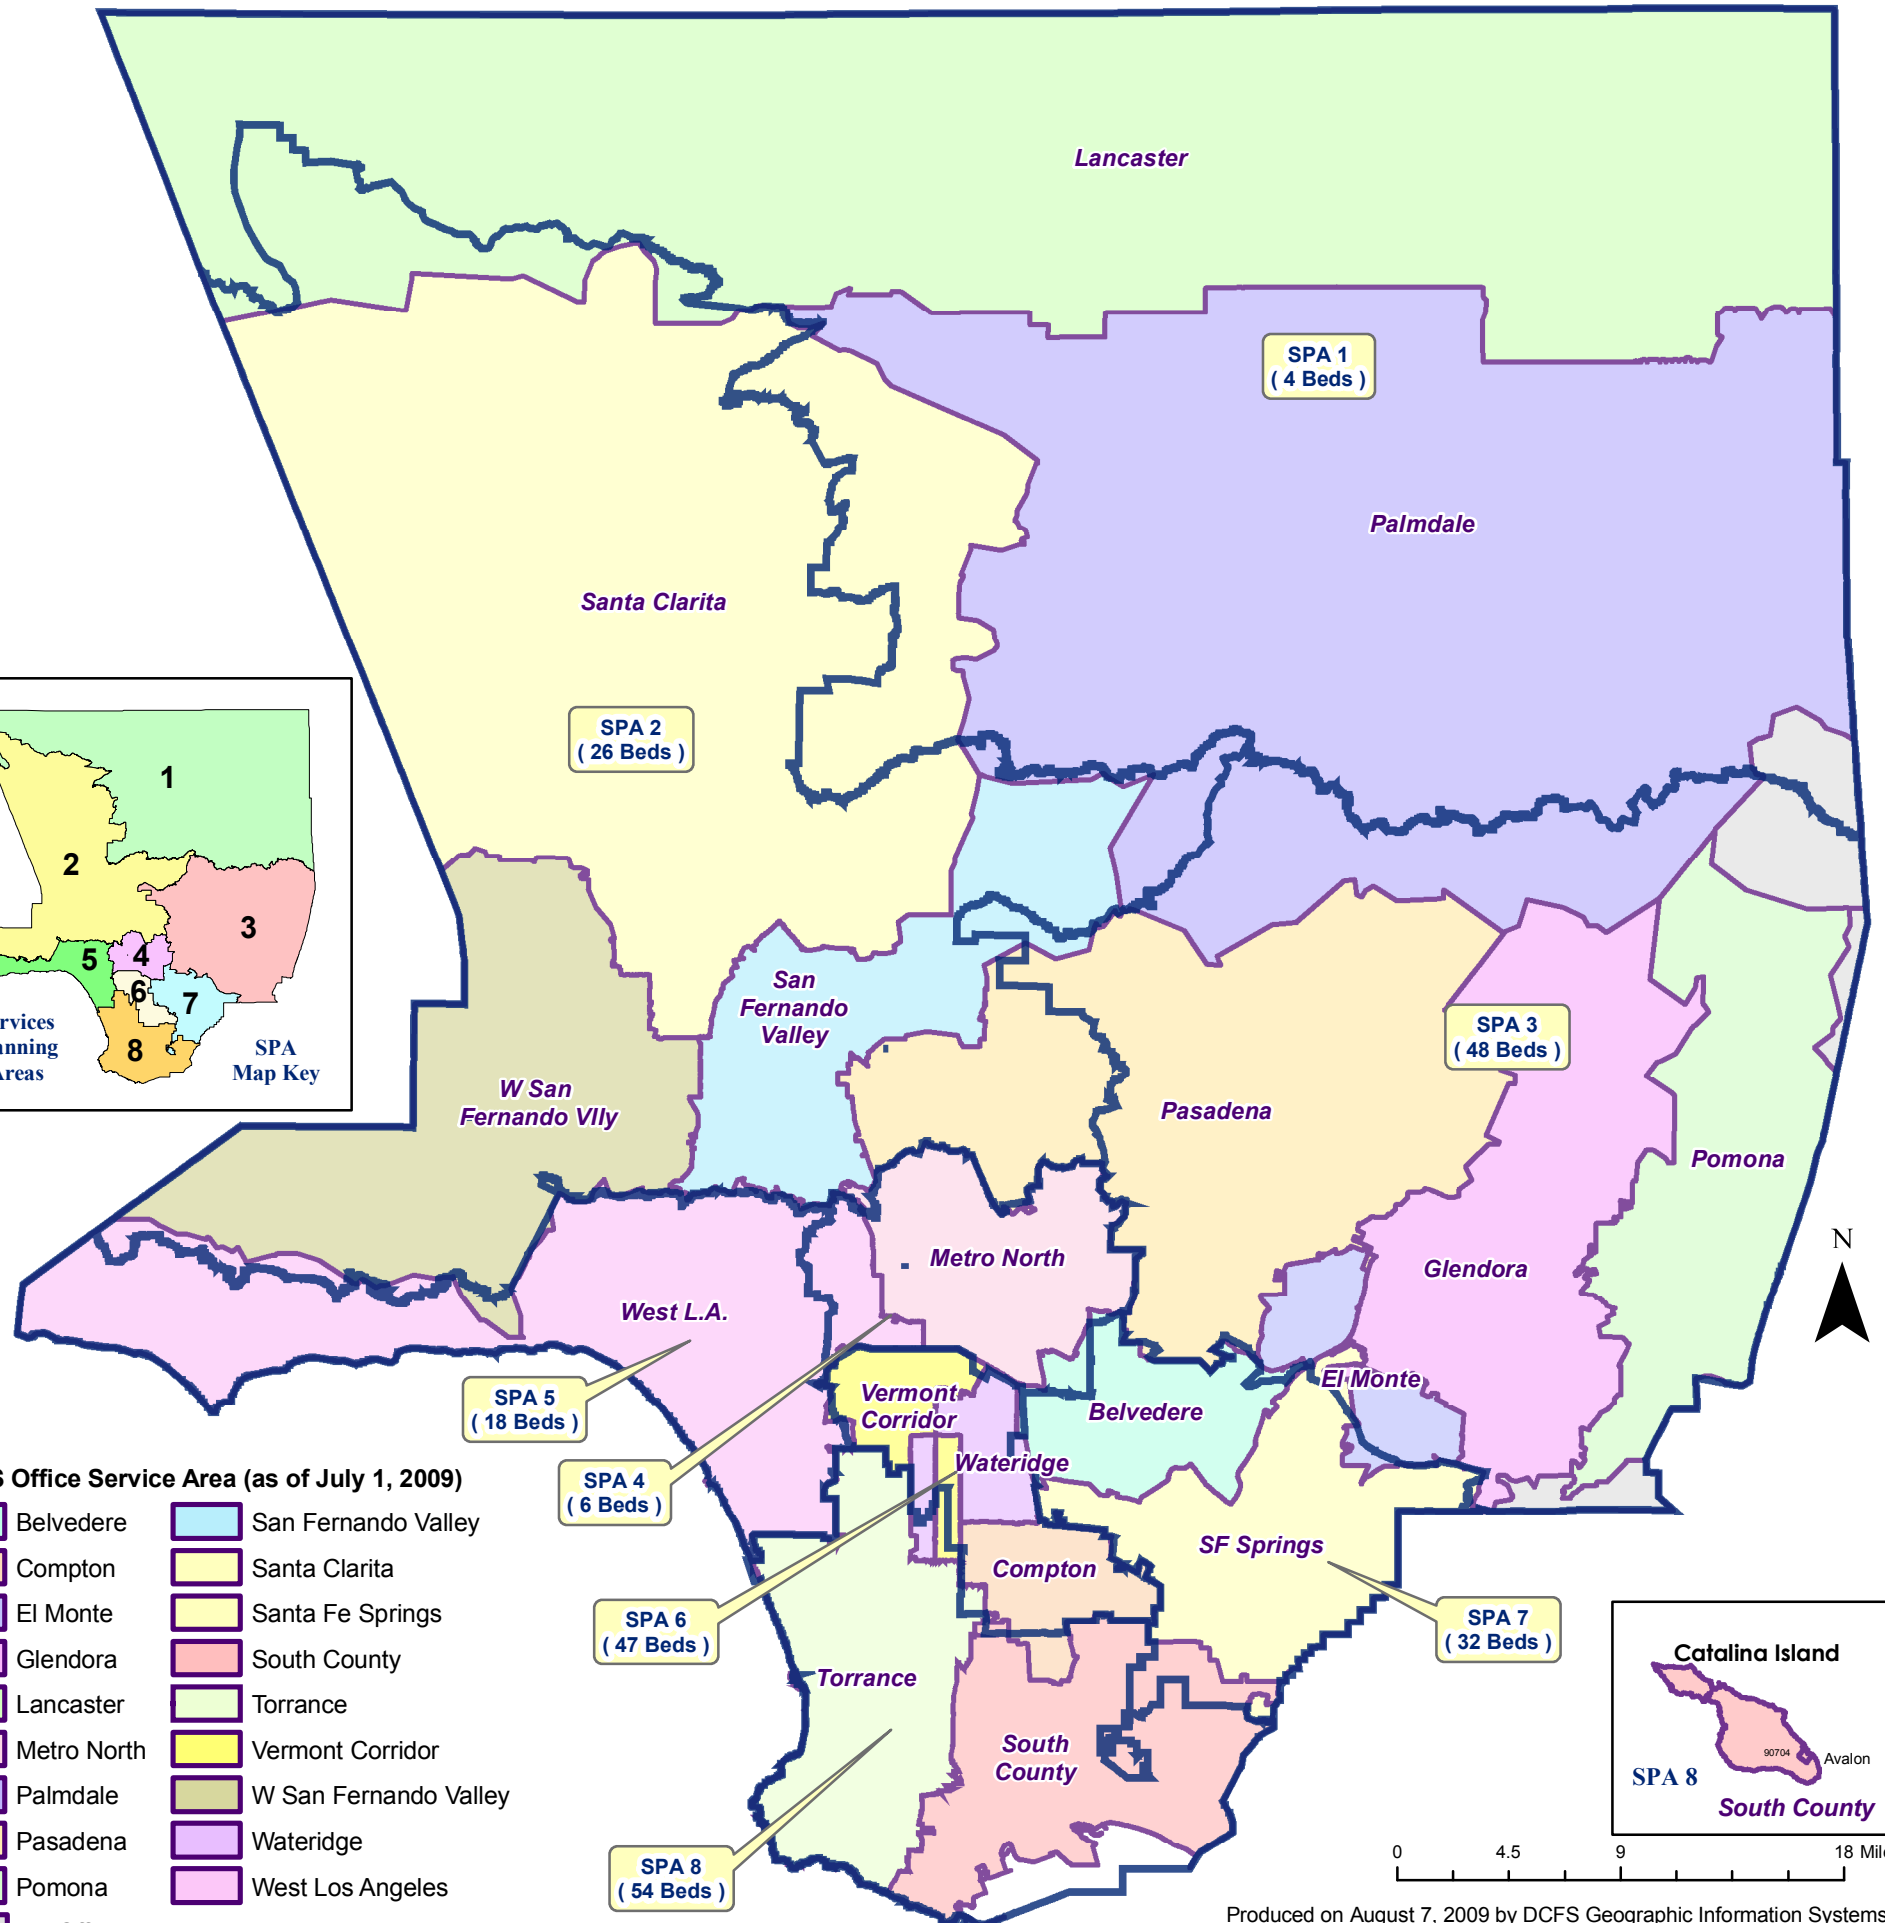 Lancaster
SPA 1
( 4 Beds )
Palmdale
Santa Clarita
SPA 2
( 26 Beds )
1
2
3
4
5
6
7
8
SPA
Map Key
San
Fernando
Valley
SPA 3
( 48 Beds )
W San
Fernando Vlly
Pasadena
Pomona
N
Metro North
Glendora
West L.A.
SPA 5
( 18 Beds )
Vermont
Corridor
El Monte
Belvedere
Wateridge
SPA 4
( 6 Beds )
SF Springs
Compton
SPA 6
( 47 Beds )
SPA 7
( 32 Beds )
Torrance
South
County
SPA 8
( 54 Beds )
S Office Service Area (as of July 1, 2009)
Belvedere
Compton
El Monte
Glendora
Lancaster
Metro North
Palmdale
Pasadena
Pomona
San Fernando Valley
Santa Clarita
Santa Fe Springs
South County
Torrance
Vermont Corridor
W San Fernando Valley
Wateridge
West Los Angeles
Catalina Island
90704
Avalon
SPA 8
South County
0 4.5 9 18 Mil
Produced on August 7, 2009 by DCFS Geographic Information Systems